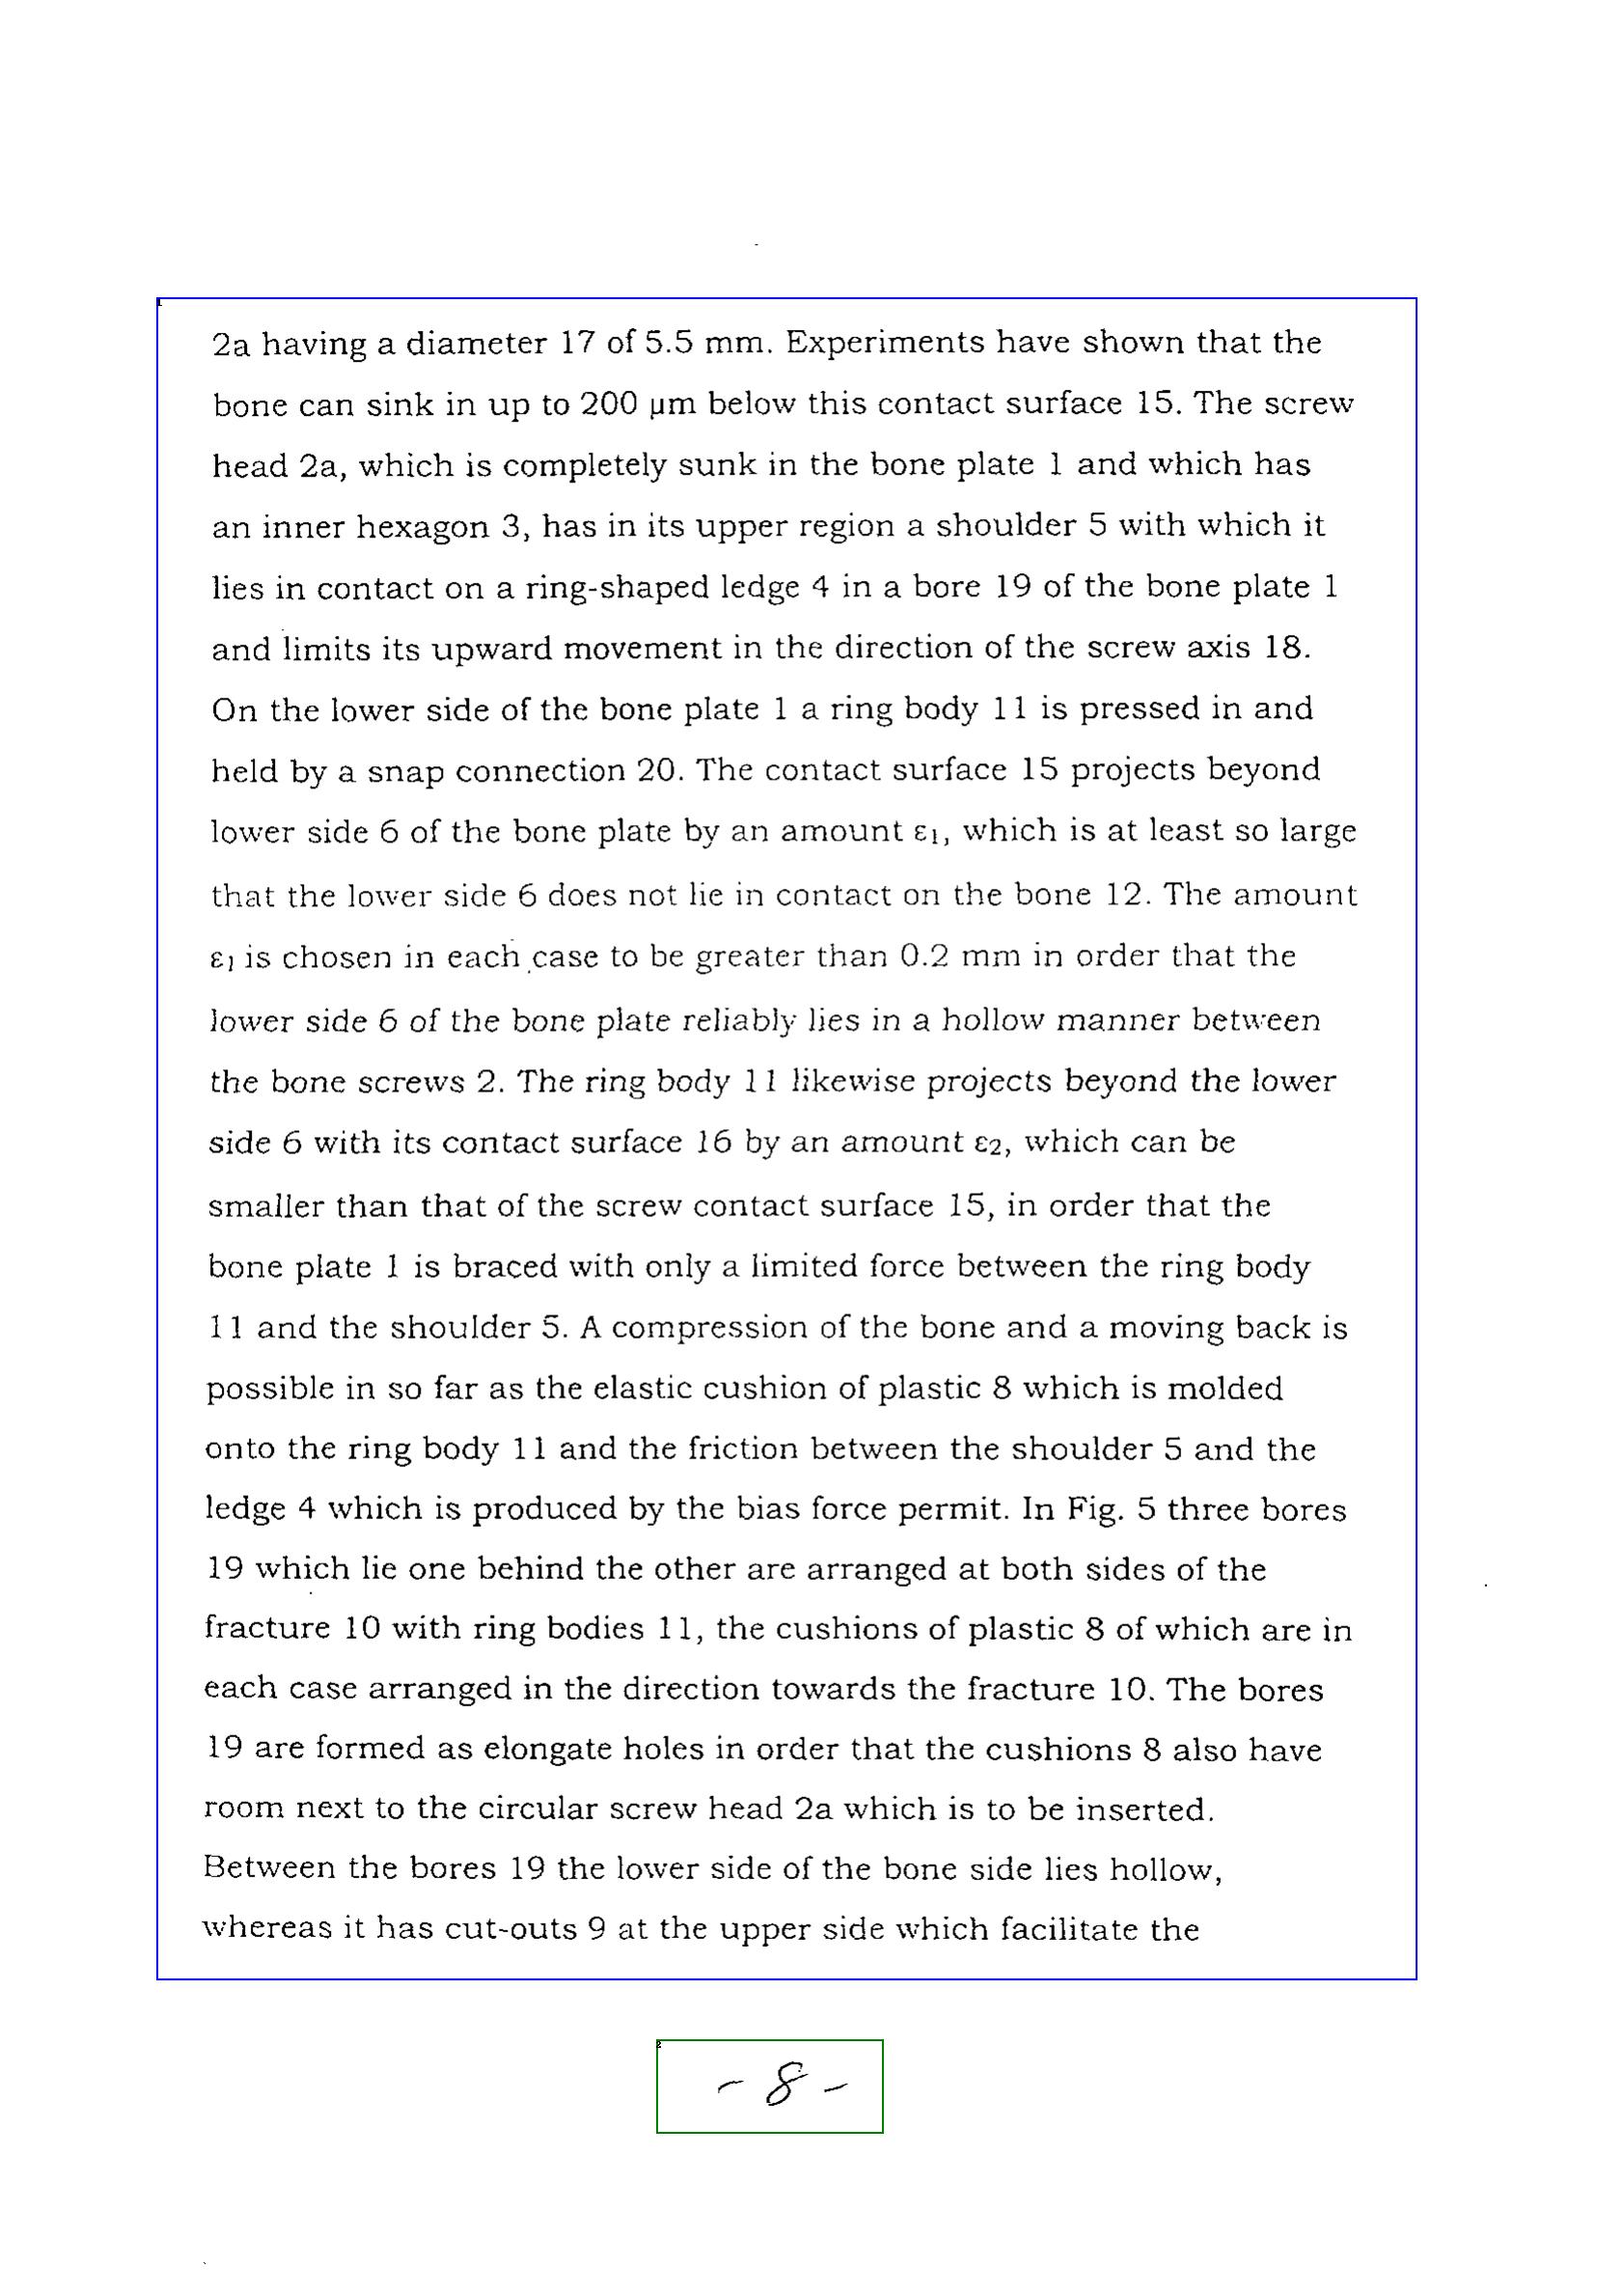 2a having a diameter 17 of 5.5 mm. Experiments have shown that the
bone can sink in up to 200 µm below this contact surface 15. The screw
head 2a, which is completely sunk in the bone plate 1 and which has
an inner hexagon 3, has in its upper region a shoulder 5 with which it
lies in contact on a ring-shaped ledge 4 in a bore 19 of the bone plate 1
and limits its upward movement in the direction of the screw axis 18.
On the lower side of the bone plate 1 a ring body 11 is pressed in and
held by a snap connection 20. The contact surface 15 projects beyond
lower side 6 of the bone plate by an amount ε₁, which is at least so large
that the lower side 6 does not lie in contact on the bone 12. The amount
ε₁ is chosen in each case to be greater than 0.2 mm in order that the
lower side 6 of the bone plate reliably lies in a hollow manner between
the bone screws 2. The ring body 11 likewise projects beyond the lower
side 6 with its contact surface 16 by an amount ε₂, which can be
smaller than that of the screw contact surface 15, in order that the
bone plate 1 is braced with only a limited force between the ring body
11 and the shoulder 5. A compression of the bone and a moving back is
possible in so far as the elastic cushion of plastic 8 which is molded
onto the ring body 11 and the friction between the shoulder 5 and the
ledge 4 which is produced by the bias force permit. In Fig. 5 three bores
19 which lie one behind the other are arranged at both sides of the
fracture 10 with ring bodies 11, the cushions of plastic 8 of which are in
each case arranged in the direction towards the fracture 10. The bores
19 are formed as elongate holes in order that the cushions 8 also have
room next to the circular screw head 2a which is to be inserted.
Between the bores 19 the lower side of the bone side lies hollow,
whereas it has cut-outs 9 at the upper side which facilitate the
- 8 -